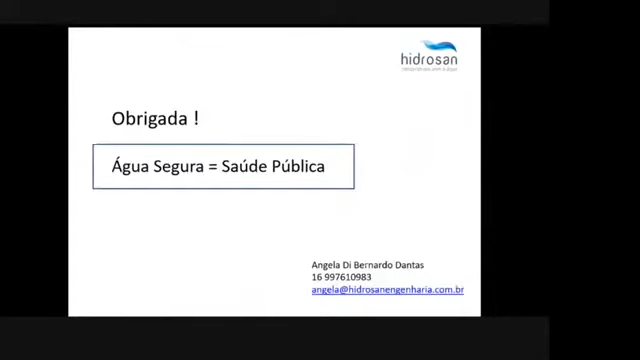 hidrosan
Obrigada !
Água Segura = Saúde Pública
Angela Di Bernardo Dantas
16 997610983
angela@hidrosanengenharia.com.br